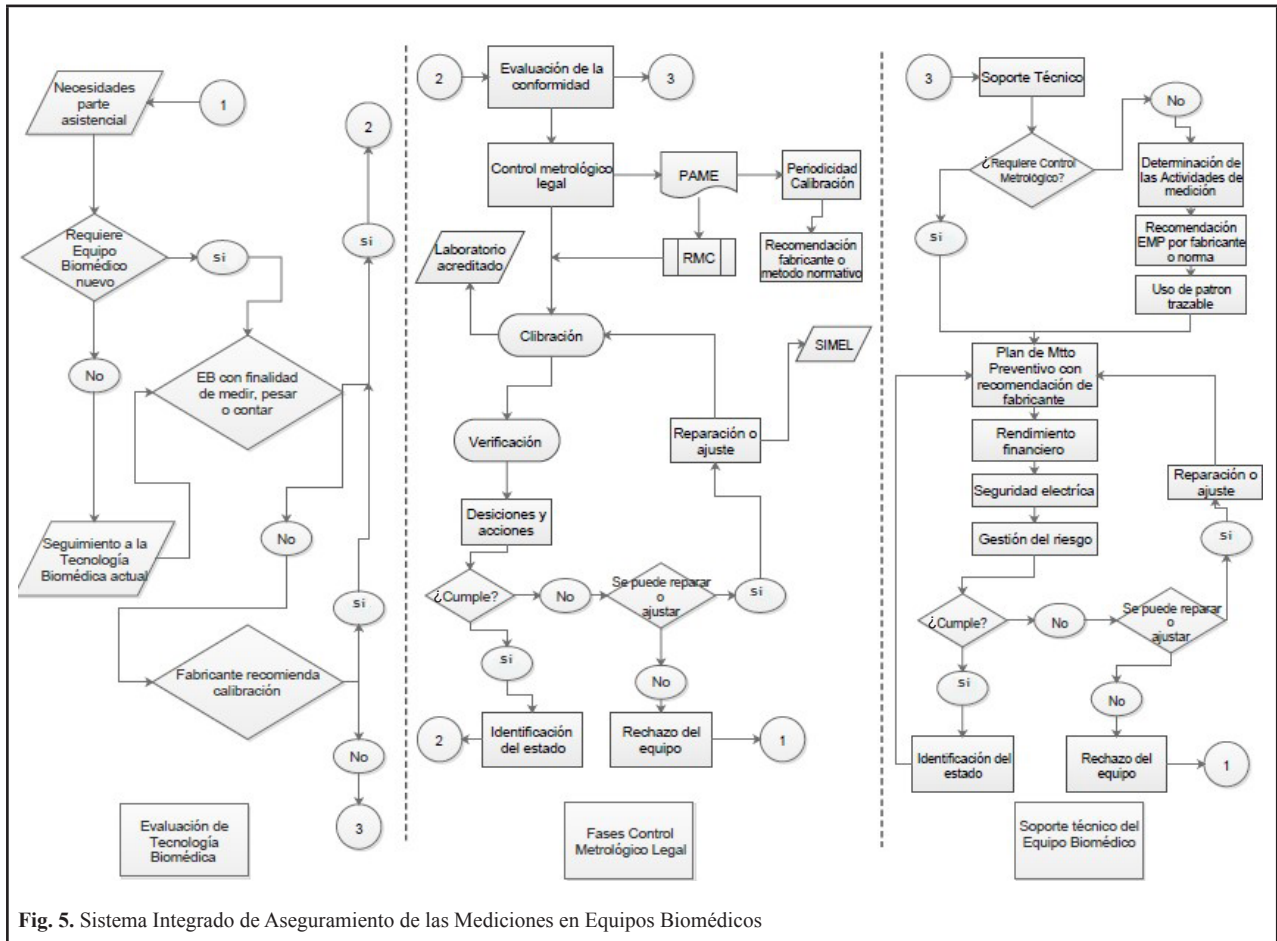 Necesidades
parte
asistencial
1
2
Requiere
Equipo
Biomédico
nuevo
si
si
No
EB con finalidad
de medir, pesar
o contar
No
Seguimiento a la
Tecnología
Biomédica actual
si
Fabricante recomienda
calibración
No
3
Evaluación de
Tecnología
Biomédica
2
Evaluación de la
conformidad
3
Control metrológico
legal
PAME
Periodicidad
Calibración
Laboratorio
acreditado
RMC
Recomendación
fabricante o
metodo normativo
Clibración
SIMEL
Verificación
Reparación o
ajuste
Desiciones y
acciones
¿Cumple?
No
Se puede reparar
o
ajustar
si
si
No
2
Identificación
del estado
Rechazo del
equipo
1
Fases Control
Metrológico Legal
3
Soporte Técnico
No
¿Requiere Control
Metrológico?
Determinación de
las Actividades de
medición
si
Recomendación
EMP por fabricante
o norma
Uso de patron
trazable
Plan de Mtto
Preventivo con
recomendación de
fabricante
Rendimiento
financiero
Seguridad electríca
Reparación o
ajuste
Gestión del riesgo
si
¿Cumple?
No
Se puede reparar
o
ajustar
si
No
Identificación del
estado
Rechazo del
equipo
1
Soporte técnico del
Equipo Biomédico
Fig. 5. Sistema Integrado de Aseguramiento de las Mediciones en Equipos Biomédicos